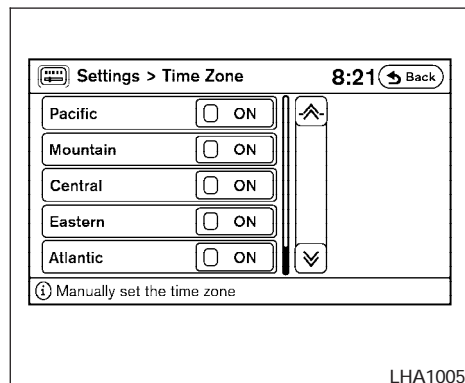 Settings > Time Zone 8:21 Back
Pacific ON
Mountain ON
Central ON
Eastern ON
Atlantic ON
i Manually set the time zone
LHA1005